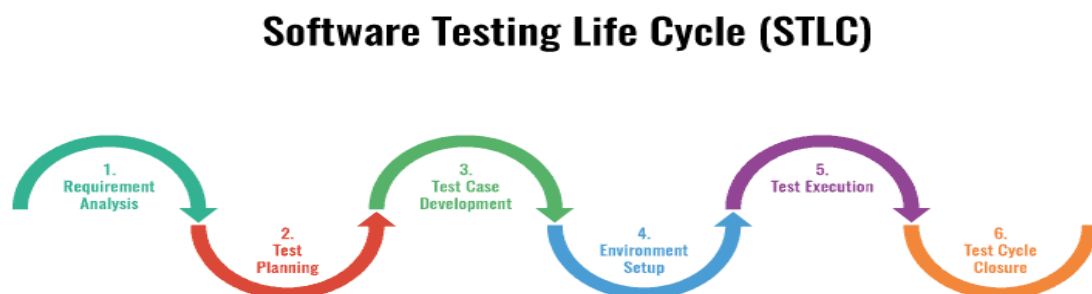 Software Testing Life Cycle (STLC)
1.
Requirement
Analysis
2.
Test
Planning
3.
Test Case
Development
4.
Environment
Setup
5.
Test Execution
6.
Test Cycle
Closure